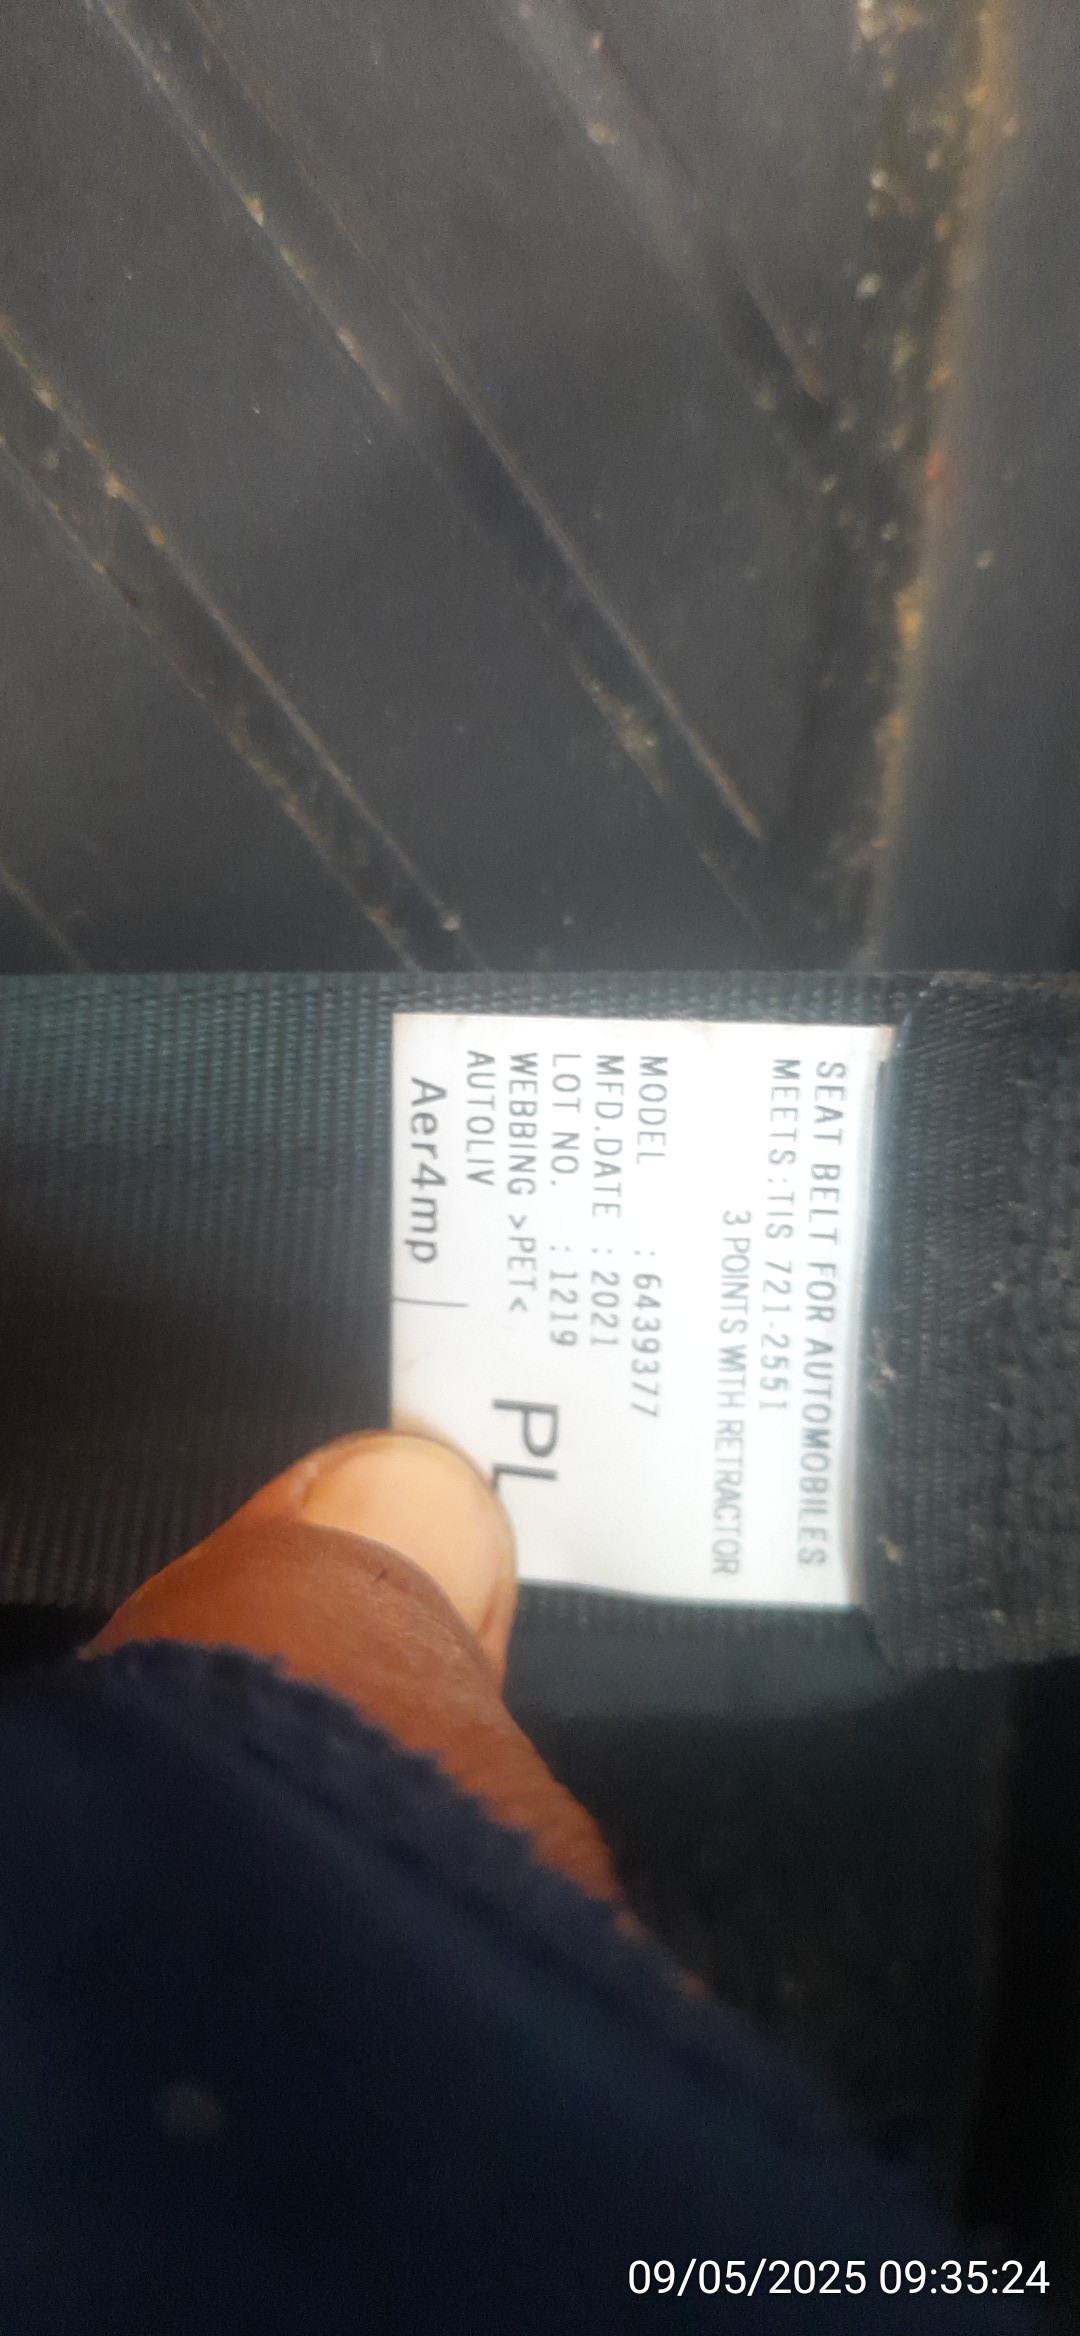 SEAT BELT FOR AUTOMOBILES
MEETS:TIS 721-2551
3 POINTS WITH RETRACTOR
MODEL : 6439377
MFD.DATE : 2021
LOT NO. : 1219
WEBBING >PET<
AUTOLIV
PL
Aer4mp
09/05/2025 09:35:24